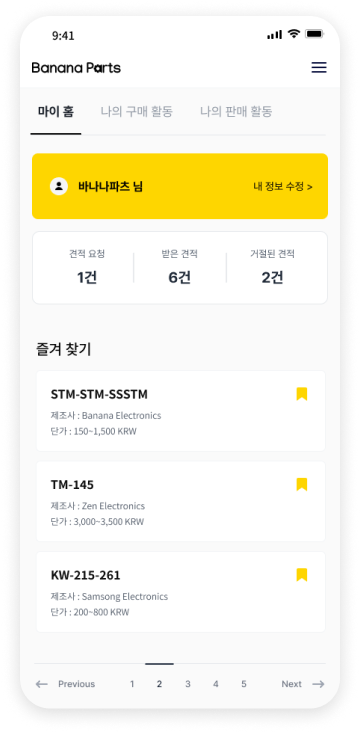 9:41
Banana Parts
마이 홈 나의 구매 활동 나의 판매 활동
바나나파츠 님 내 정보 수정 >
견적 요청 받은 견적 거절된 견적
1건 6건 2건
즐겨 찾기
STM-STM-SSSTM
제조사 : Banana Electronics
단가 : 150~1,500 KRW
TM-145
제조사 : Zen Electronics
단가 : 3,000~3,500 KRW
KW-215-261
제조사 : Samsong Electronics
단가 : 200~800 KRW
← Previous 1 2 3 4 5 Next →